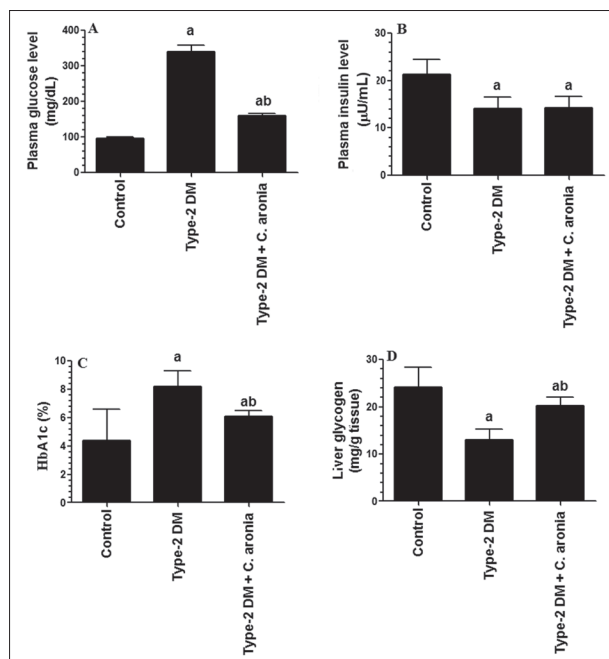 A
Plasma glucose level
(mg/dL)
400
300
200
100
0
a
ab
Control
Type-2 DM
Type-2 DM + C. aronia
B
Plasma insulin level
(µU/mL)
30
20
10
0
a
a
Control
Type-2 DM
Type-2 DM + C. aronia
C
HbA1c (%)
10
8
6
4
2
0
a
ab
Control
Type-2 DM
Type-2 DM + C. aronia
D
Liver glycogen
(mg/g tissue)
30
20
10
0
a
ab
Control
Type-2 DM
Type-2 DM + C. aronia